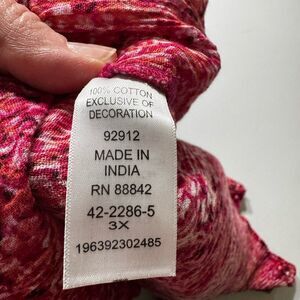 100% COTTON
EXCLUSIVE OF
DECORATION
92912
MADE IN
INDIA
RN 88842
42-2286-5
3X
196392302485